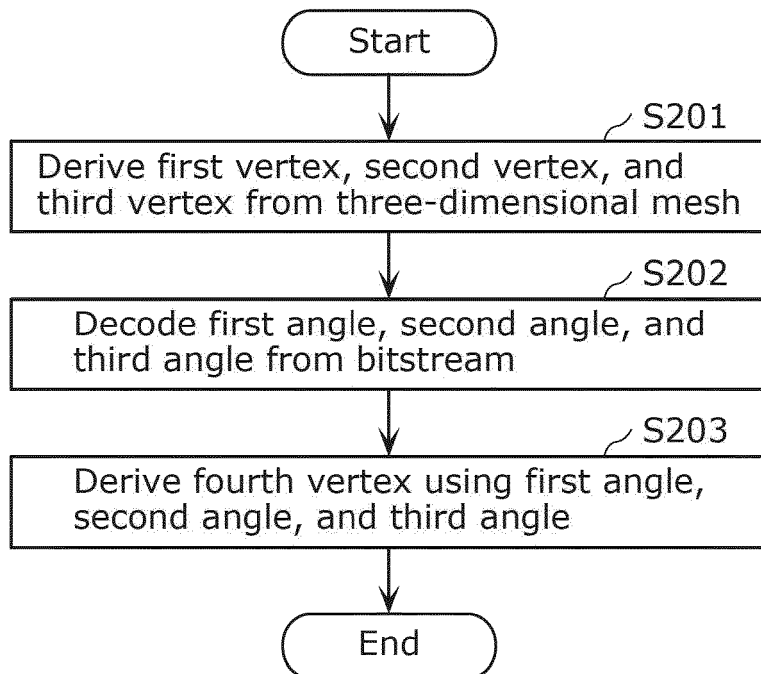 Start
S201
Derive first vertex, second vertex, and
third vertex from three-dimensional mesh
S202
Decode first angle, second angle, and
third angle from bitstream
S203
Derive fourth vertex using first angle,
second angle, and third angle
End